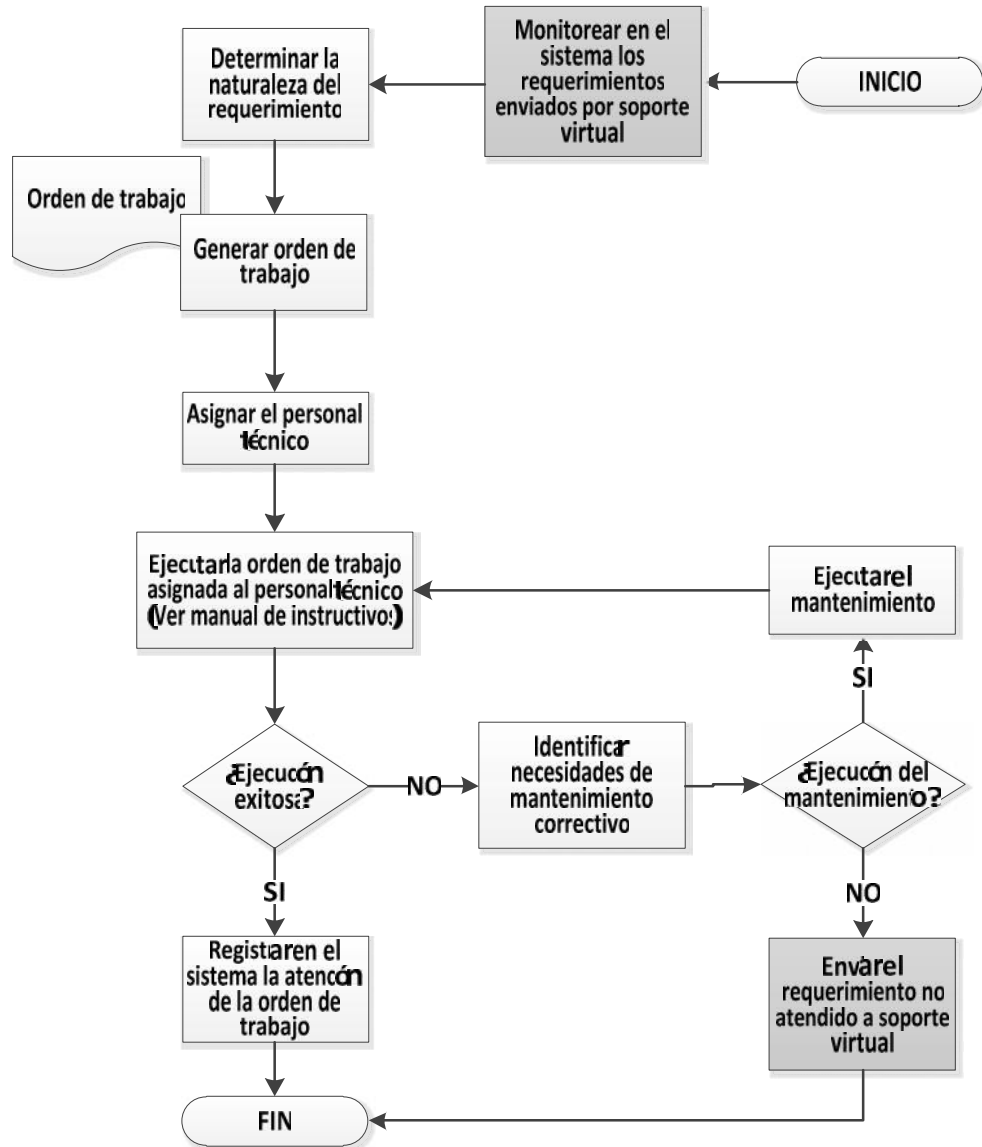 INICIO
Monitorear en el
sistema los
requerimientos
enviados por soporte
virtual
Determinar la
naturaleza del
requerimiento
Orden de trabajo
Generar orden de
trabajo
Asignar el personal
técnico
Ejecutar la orden de trabajo
asignada al personal técnico
(Ver manual de instructivos)
¿Ejecución
exitosa?
NO
Identificar
necesidades de
mantenimiento
correctivo
¿Ejecución del
mantenimiento?
SI
Ejecutar el
mantenimiento
NO
Enviar el
requerimiento no
atendido a soporte
virtual
SI
Registrar en el
sistema la atención
de la orden de
trabajo
FIN